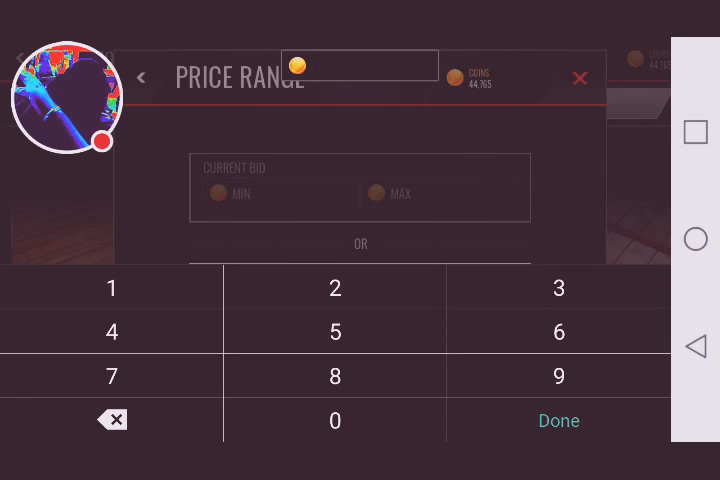 PRICE RANGE
COINS
44,765
COINS
CURRENT BID
MIN
MAX
OR
1 2 3
4 5 6
7 8 9
0 Done